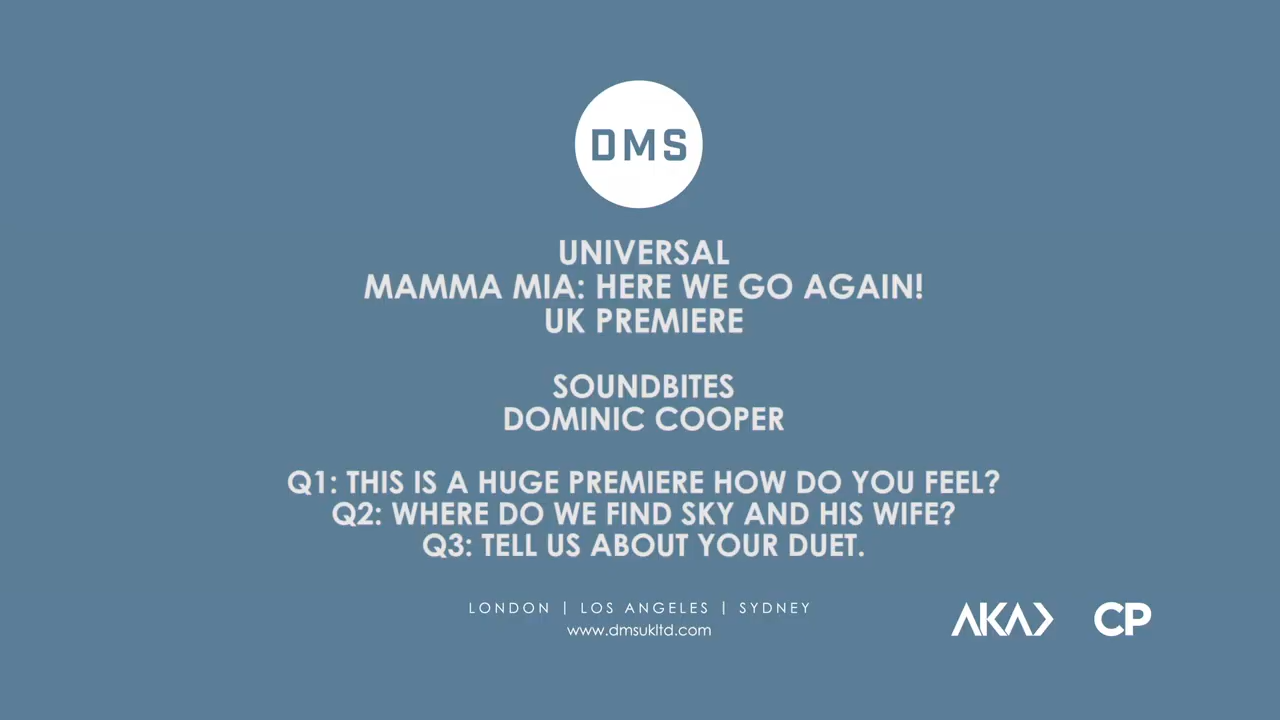 DMS
UNIVERSAL
MAMMA MIA: HERE WE GO AGAIN!
UK PREMIERE
SOUNDBITES
DOMINIC COOPER
Q1: THIS IS A HUGE PREMIERE HOW DO YOU FEEL?
Q2: WHERE DO WE FIND SKY AND HIS WIFE?
Q3: TELL US ABOUT YOUR DUET.
LONDON | LOS ANGELES | SYDNEY
www.dmsukltd.com
AKA
CP